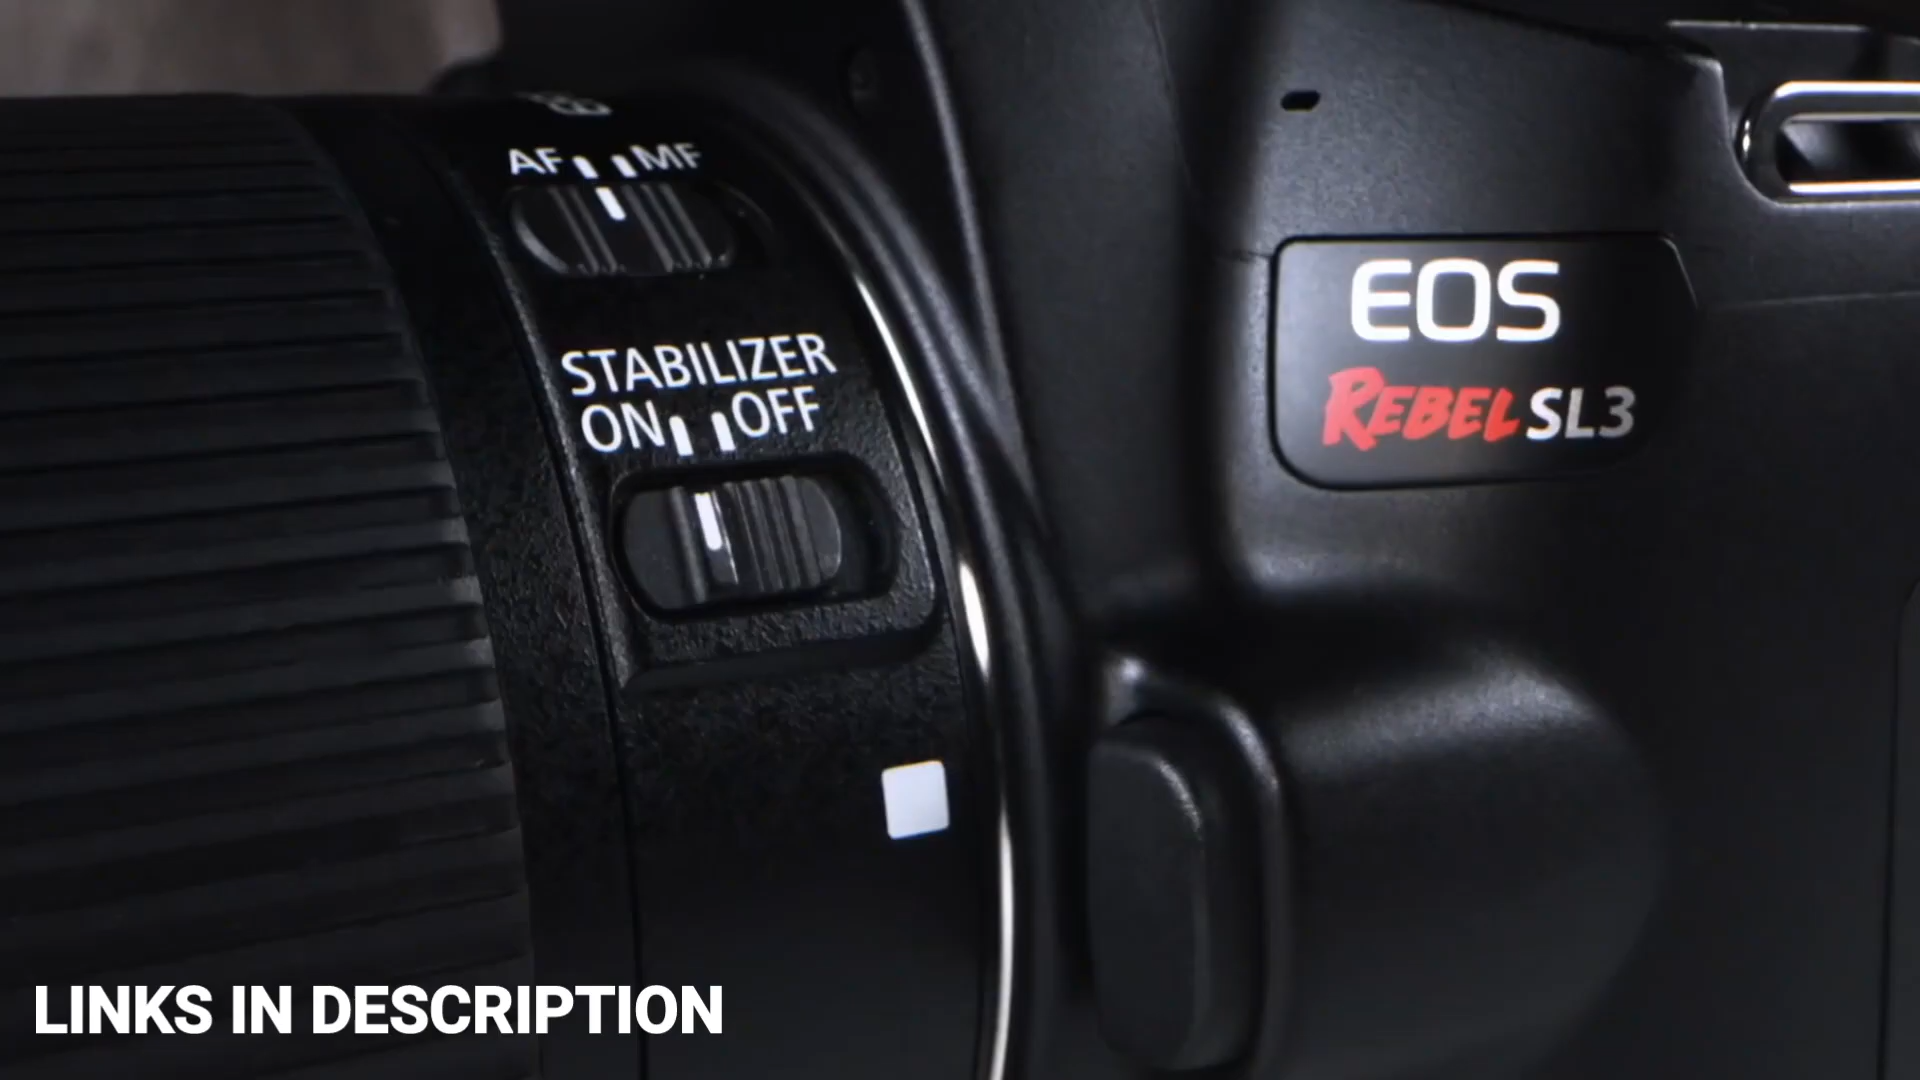 AF MF
STABILIZER
ON OFF
EOS
REBEL SL3
LINKS IN DESCRIPTION